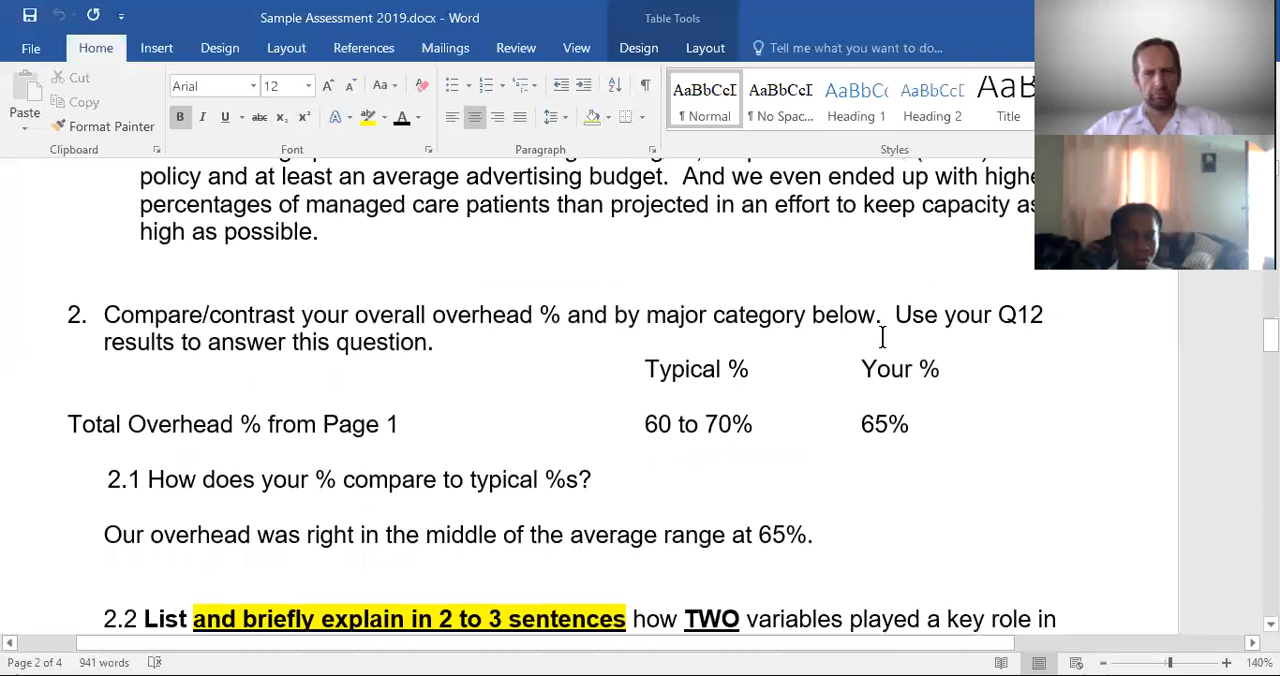 Sample Assessment 2019.docx - Word
Table Tools
File Home Insert Design Layout References Mailings Review View Design Layout Tell me what you want to do...
Paste
Cut
Copy
Format Painter
Arial 12
Aa
B I U abc x₂ x²
AaBbCcI AaBbCcI AaBbCc AaBbCcE AaB
¶ Normal ¶ No Spac... Heading 1 Heading 2 Title
Clipboard Font Paragraph Styles
policy and at least an average advertising budget. And we even ended up with
percentages of managed care patients than projected in an effort to keep capacity as
high as possible.
2. Compare/contrast your overall overhead % and by major category below. Use your Q12
results to answer this question.
Typical % Your %
Total Overhead % from Page 1 60 to 70% 65%
2.1 How does your % compare to typical %s?
Our overhead was right in the middle of the average range at 65%.
2.2 List and briefly explain in 2 to 3 sentences how TWO variables played a key role in
Page 2 of 4 941 words 140%